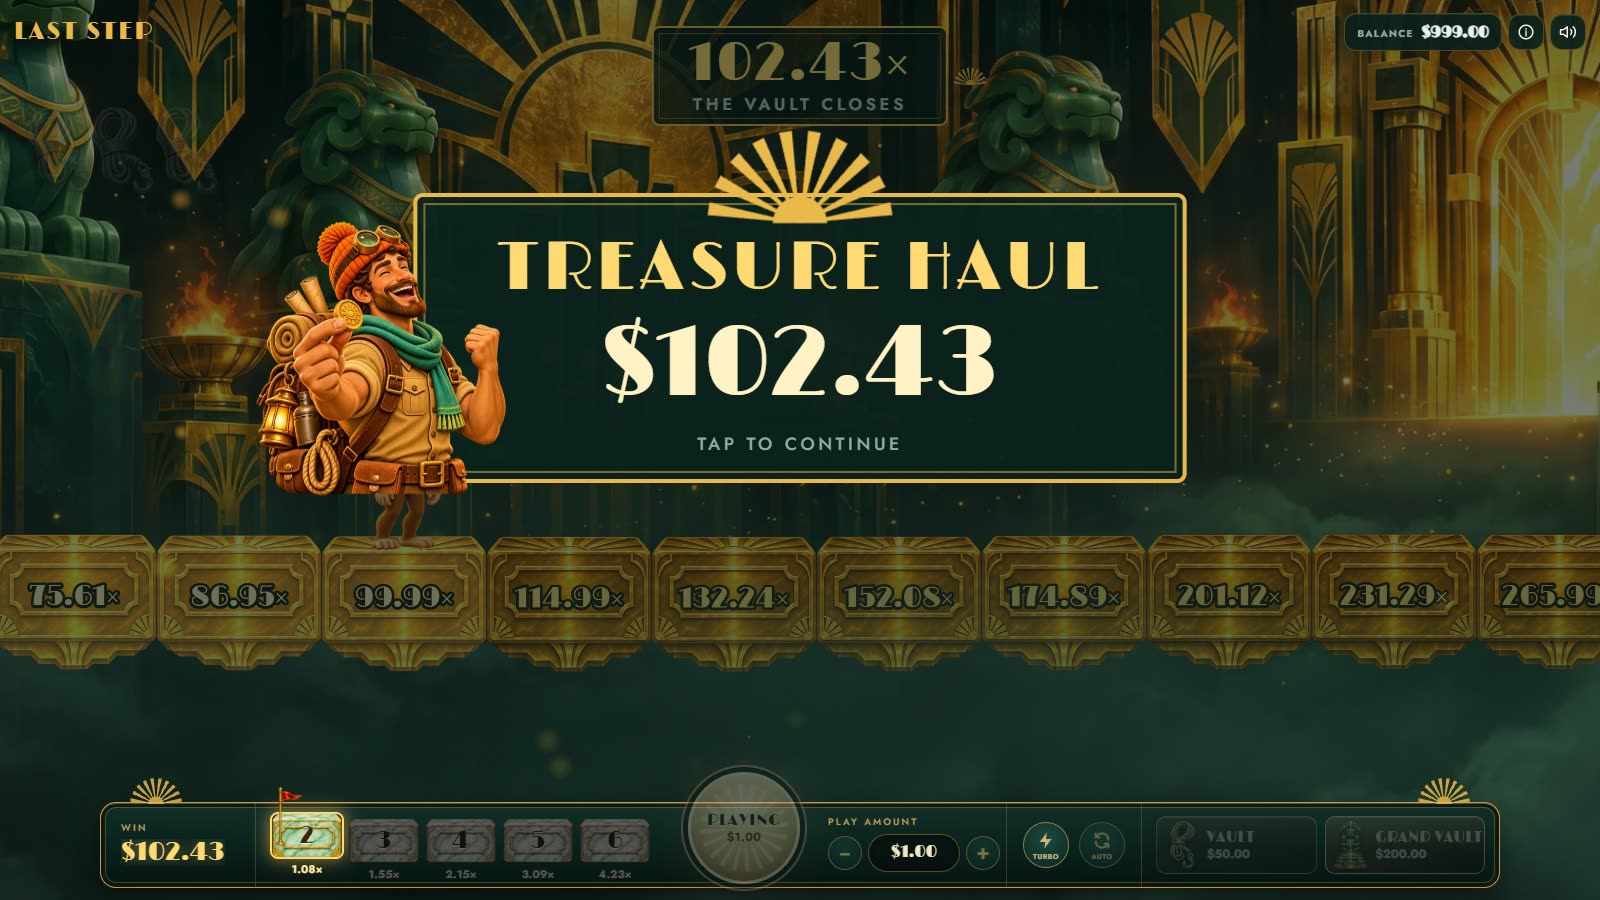 LAST STEP
102.43×
THE VAULT CLOSES
BALANCE $999.00
TREASURE HAUL
$102.43
TAP TO CONTINUE
75.61× 86.95× 99.99× 114.99× 132.24× 152.08× 174.89× 201.12× 231.29× 265.99
WIN
$102.43
2 3 4 5 6
1.08× 1.55× 2.15× 3.09× 4.23×
PLAYING
$1.00
PLAY AMOUNT
− $1.00 +
TURBO
AUTO
VAULT
$50.00
GRAND VAULT
$200.00